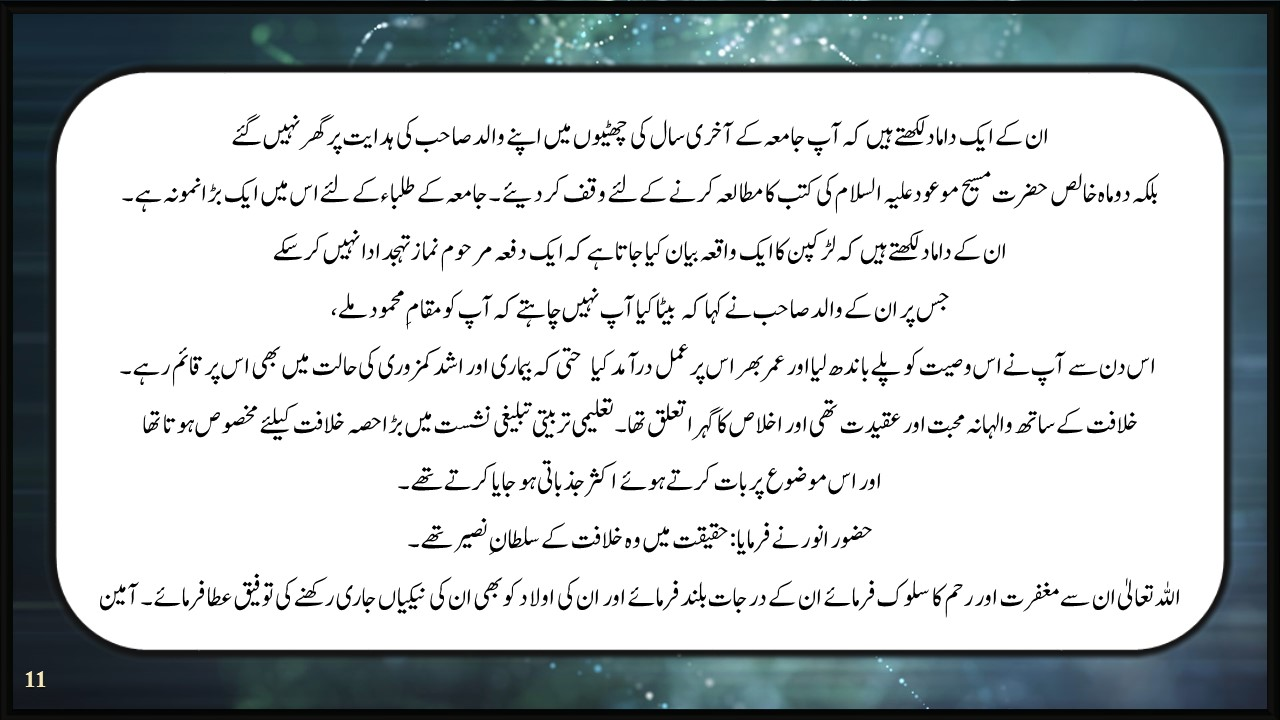 ان کے ایک داماد لکھتے ہیں کہ آپ جامعہ کے آخری سال کی چھٹیوں میں اپنے والد صاحب کی ہدایت پر گھر نہیں گئے
بلکہ دو ماہ خالص حضرت مسیح موعود علیہ السلام کی کتب کا مطالعہ کرنے کے لئے وقف کر دیئے۔ جامعہ کے طلباء کے لئے اس میں ایک بڑا نمونہ ہے۔
ان کے داماد لکھتے ہیں کہ لڑکپن کا ایک واقعہ بیان کیا جاتا ہے کہ ایک دفعہ مرحوم نماز تہجد ادا نہیں کر سکے
جس پر ان کے والد صاحب نے کہا کہ بیٹا کیا آپ نہیں چاہتے کہ آپ کو مقامِ محمود ملے،
اس دن سے آپ نے اس وصیت کو پلے باندھ لیا اور عمر بھر اس پر عمل درآمد کیا حتی کہ بیماری اور اشد کمزوری کی حالت میں بھی اس پر قائم رہے۔
خلافت کے ساتھ والہانہ محبت اور عقیدت تھی اور اخلاص کا گہرا تعلق تھا۔ تعلیمی تربیتی تبلیغی نشست میں بڑا حصہ خلافت کیلئے مخصوص ہوتا تھا
اور اس موضوع پر بات کرتے ہوئے اکثر جذباتی ہو جایا کرتے تھے۔
حضور انور نے فرمایا: حقیقت میں وہ خلافت کے سلطانِ نصیر تھے۔
اللہ تعالیٰ ان سے مغفرت اور رحم کا سلوک فرمائے ان کے درجات بلند فرمائے اور ان کی اولاد کو بھی ان کی نیکیاں جاری رکھنے کی توفیق عطا فرمائے۔ آمین
11